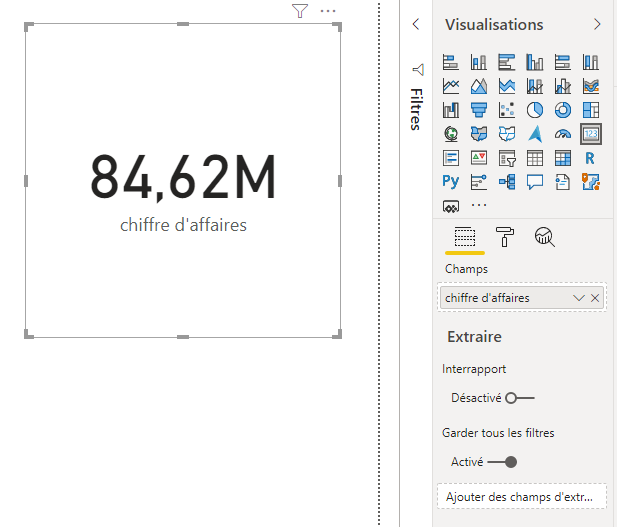 84,62M
chiffre d'affaires
Filtres
Visualisations
123
R
Py
Champs
chiffre d'affaires
Extraire
Interrapport
Désactivé
Garder tous les filtres
Activé
Ajouter des champs d'extr...